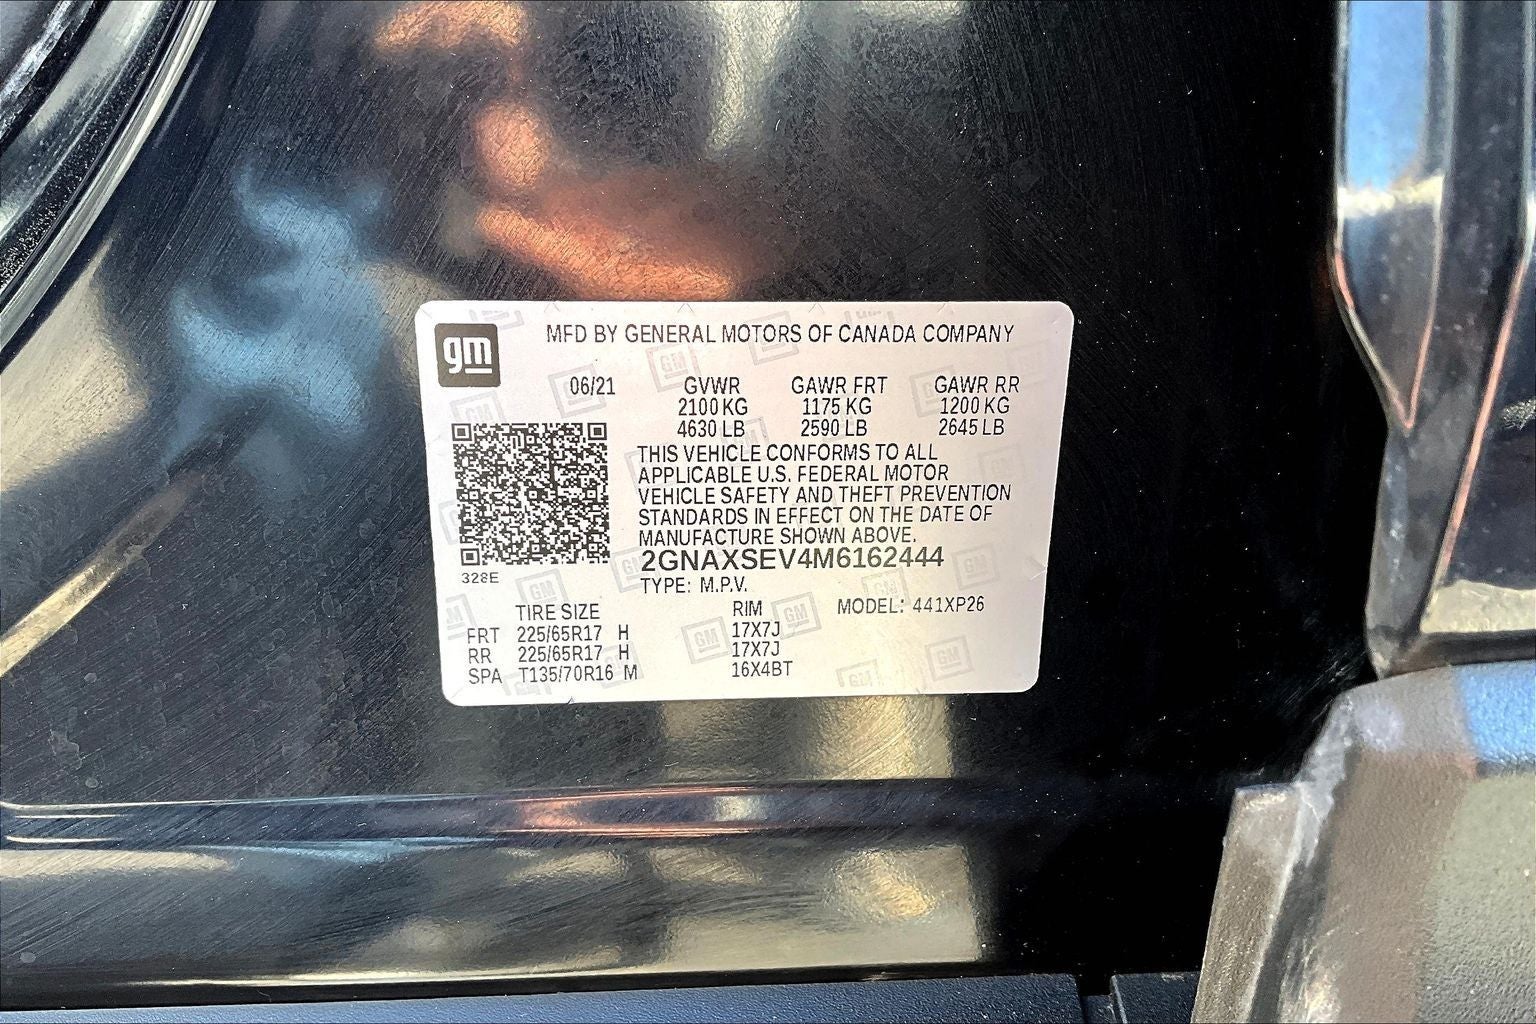 gm
MFD BY GENERAL MOTORS OF CANADA COMPANY
06/21 GVWR GAWR FRT GAWR RR
2100 KG 1175 KG 1200 KG
4630 LB 2590 LB 2645 LB
THIS VEHICLE CONFORMS TO ALL
APPLICABLE U.S. FEDERAL MOTOR
VEHICLE SAFETY AND THEFT PREVENTION
STANDARDS IN EFFECT ON THE DATE OF
MANUFACTURE SHOWN ABOVE.
2GNAXSEV4M6162444
328E
TYPE: M.P.V.
TIRE SIZE RIM MODEL: 441XP26
FRT 225/65R17 H 17X7J
RR 225/65R17 H 17X7J
SPA T135/70R16 M 16X4BT